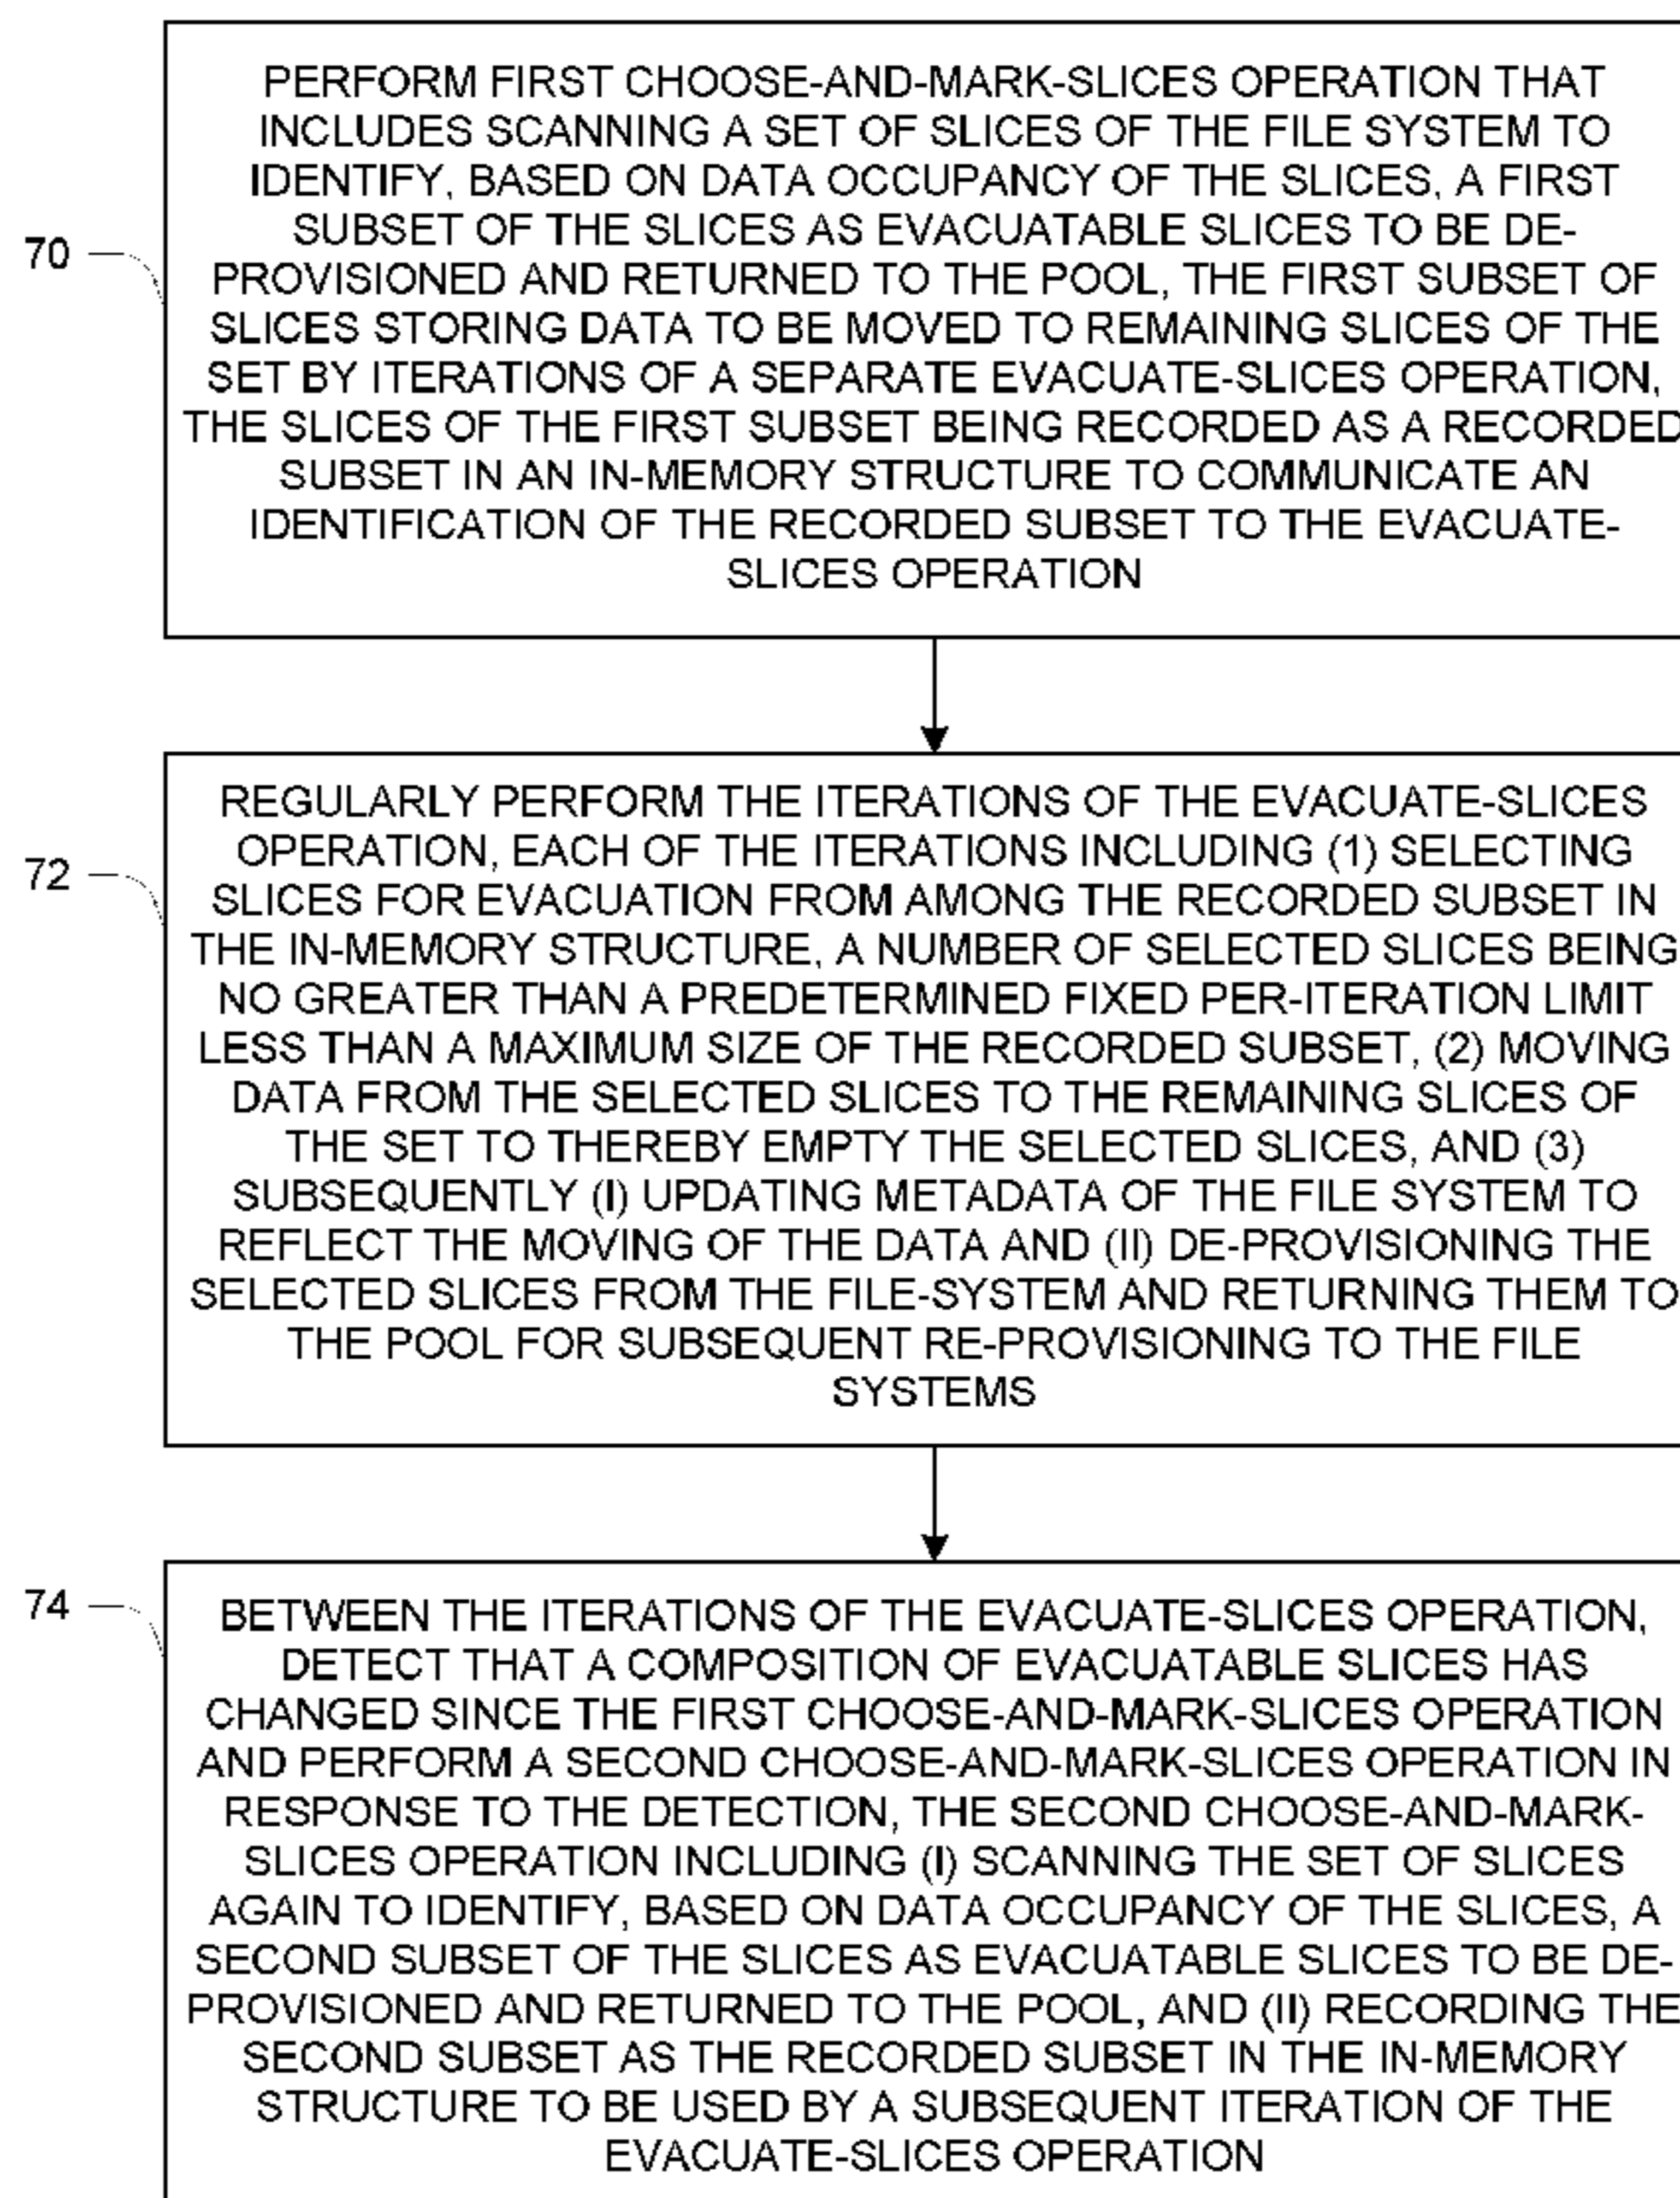 PERFORM FIRST CHOOSE-AND-MARK-SLICES OPERATION THAT
INCLUDES SCANNING A SET OF SLICES OF THE FILE SYSTEM TO
IDENTIFY, BASED ON DATA OCCUPANCY OF THE SLICES, A FIRST
SUBSET OF THE SLICES AS EVACUATABLE SLICES TO BE DE-
70
PROVISIONED AND RETURNED TO THE POOL, THE FIRST SUBSET OF
SLICES STORING DATA TO BE MOVED TO REMAINING SLICES OF THE
SET BY ITERATIONS OF A SEPARATE EVACUATE-SLICES OPERATION,
THE SLICES OF THE FIRST SUBSET BEING RECORDED AS A RECORDED
SUBSET IN AN IN-MEMORY STRUCTURE TO COMMUNICATE AN
IDENTIFICATION OF THE RECORDED SUBSET TO THE EVACUATE-
SLICES OPERATION
REGULARLY PERFORM THE ITERATIONS OF THE EVACUATE-SLICES
OPERATION, EACH OF THE ITERATIONS INCLUDING (1) SELECTING
72
SLICES FOR EVACUATION FROM AMONG THE RECORDED SUBSET IN
THE IN-MEMORY STRUCTURE, A NUMBER OF SELECTED SLICES BEING
NO GREATER THAN A PREDETERMINED FIXED PER-ITERATION LIMIT
LESS THAN A MAXIMUM SIZE OF THE RECORDED SUBSET, (2) MOVING
DATA FROM THE SELECTED SLICES TO THE REMAINING SLICES OF
THE SET TO THEREBY EMPTY THE SELECTED SLICES, AND (3)
SUBSEQUENTLY (I) UPDATING METADATA OF THE FILE SYSTEM TO
REFLECT THE MOVING OF THE DATA AND (II) DE-PROVISIONING THE
SELECTED SLICES FROM THE FILE-SYSTEM AND RETURNING THEM TO
THE POOL FOR SUBSEQUENT RE-PROVISIONING TO THE FILE
SYSTEMS
74
BETWEEN THE ITERATIONS OF THE EVACUATE-SLICES OPERATION,
DETECT THAT A COMPOSITION OF EVACUATABLE SLICES HAS
CHANGED SINCE THE FIRST CHOOSE-AND-MARK-SLICES OPERATION
AND PERFORM A SECOND CHOOSE-AND-MARK-SLICES OPERATION IN
RESPONSE TO THE DETECTION, THE SECOND CHOOSE-AND-MARK-
SLICES OPERATION INCLUDING (I) SCANNING THE SET OF SLICES
AGAIN TO IDENTIFY, BASED ON DATA OCCUPANCY OF THE SLICES, A
SECOND SUBSET OF THE SLICES AS EVACUATABLE SLICES TO BE DE-
PROVISIONED AND RETURNED TO THE POOL, AND (II) RECORDING THE
SECOND SUBSET AS THE RECORDED SUBSET IN THE IN-MEMORY
STRUCTURE TO BE USED BY A SUBSEQUENT ITERATION OF THE
EVACUATE-SLICES OPERATION